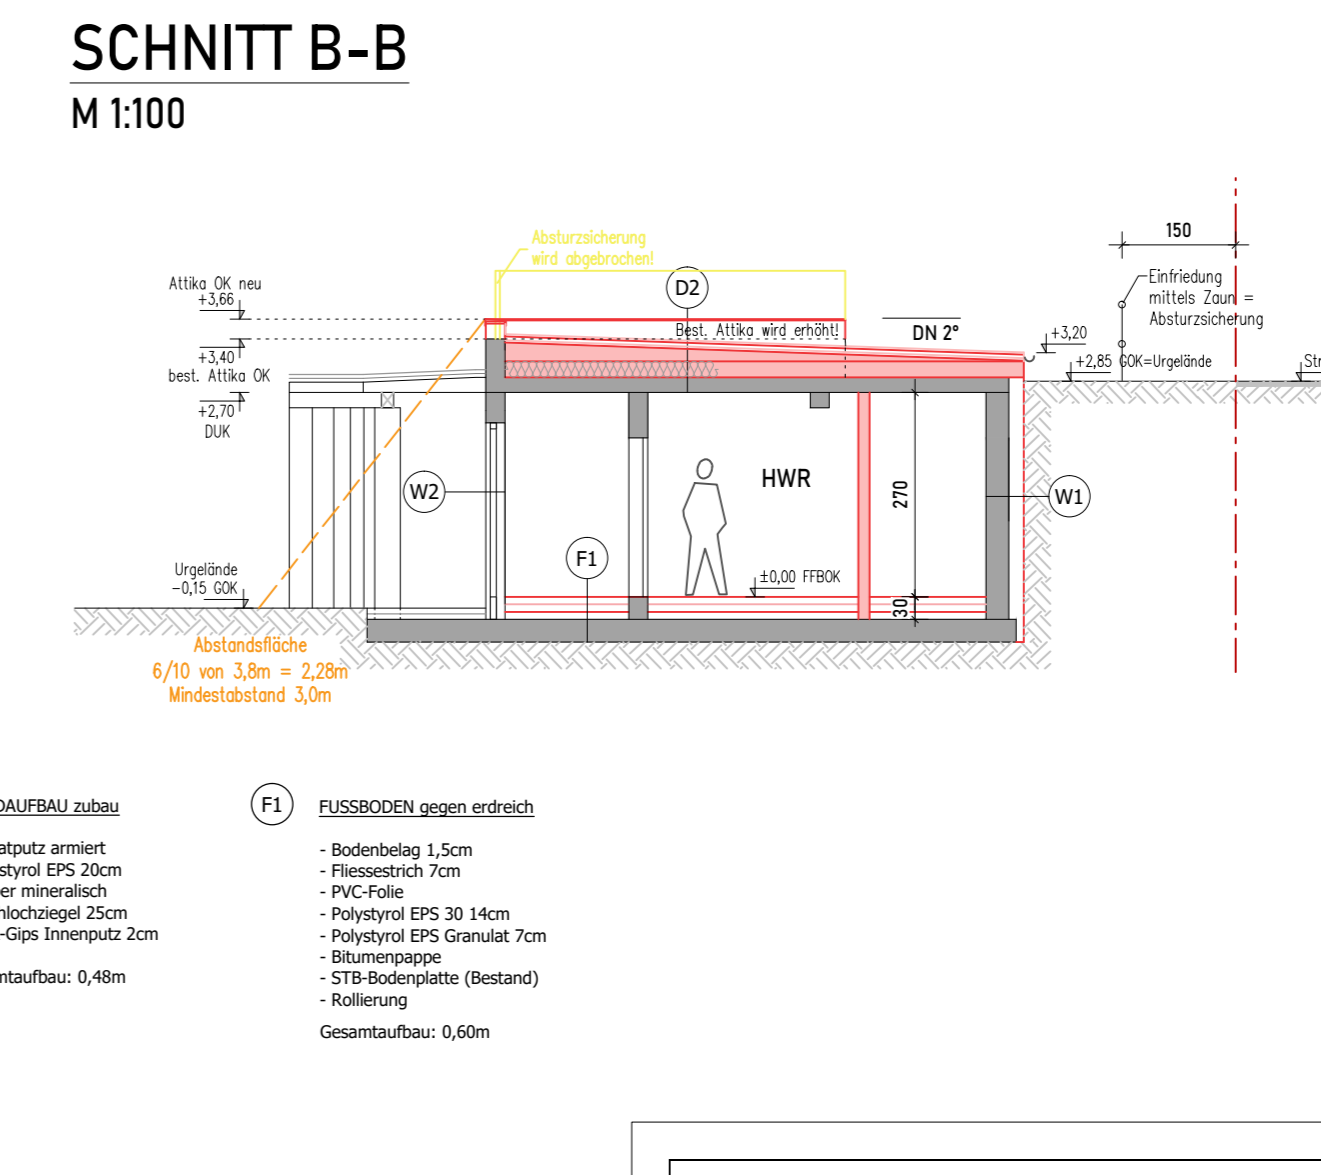 SCHNITT B-B
M 1:100
Absturzsicherung
wird abgebrochen!
150
Attika OK neu
+3,66
D2
Einfriedung
mittels Zaun =
Absturzsicherung
Best. Attika wird erhöht!
DN 2°
+3,20
+3,40
best. Attika OK
+2,85 GOK=Urgelände
+2,70
DUK
W2
HWR
270
W1
F1
Urgelände
-0,15 GOK
±0,00 FFBOK
30
Abstandsfläche
6/10 von 3,8m = 2,28m
Mindestabstand 3,0m
DAUFBAU zubau
atputz armiert
styrol EPS 20cm
er mineralisch
hlochziegel 25cm
-Gips Innenputz 2cm
mtaufbau: 0,48m
F1
FUSSBODEN gegen erdreich
- Bodenbelag 1,5cm
- Fliessestrich 7cm
- PVC-Folie
- Polystyrol EPS 30 14cm
- Polystyrol EPS Granulat 7cm
- Bitumenpappe
- STB-Bodenplatte (Bestand)
- Rollierung
Gesamtaufbau: 0,60m